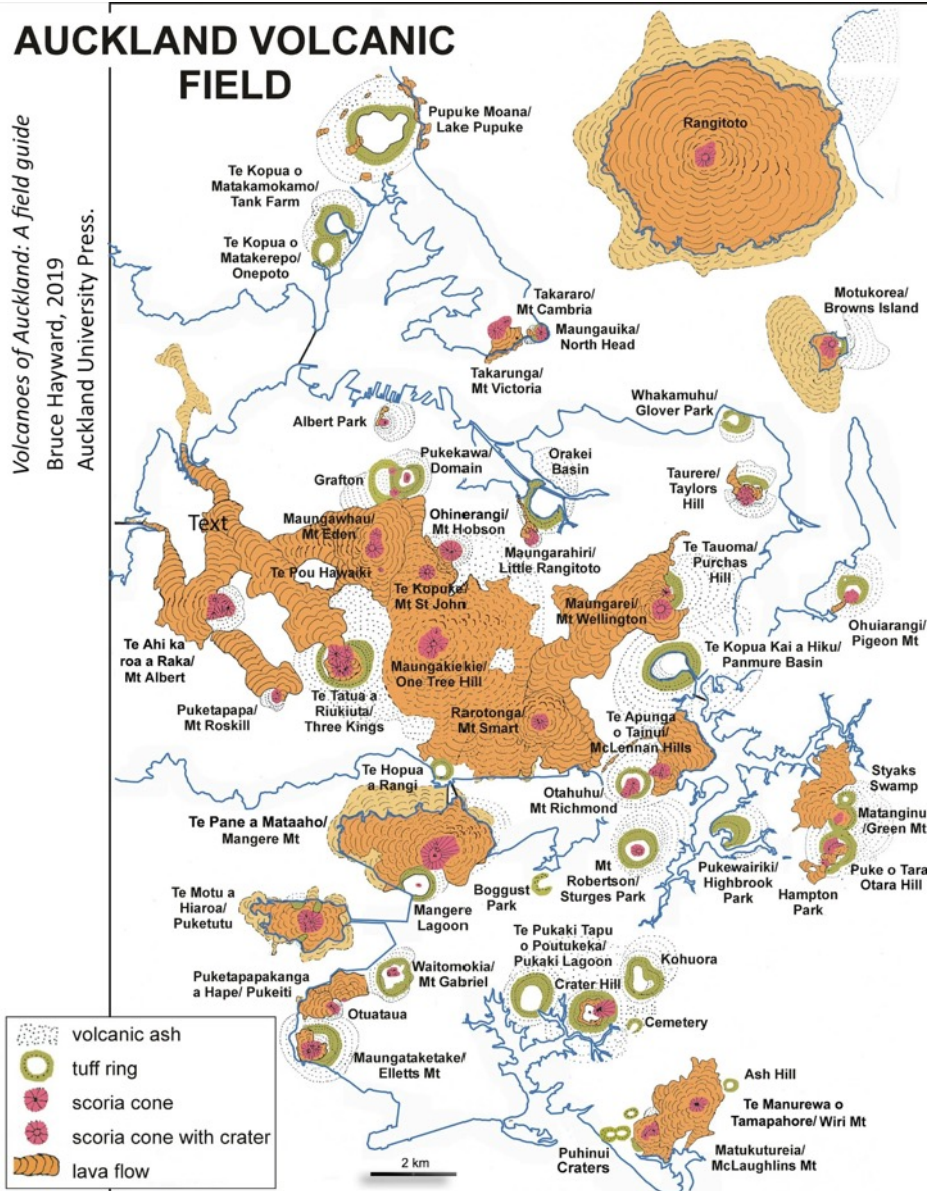 AUCKLAND VOLCANIC
FIELD
Volcanoes of Auckland: A field guide
Bruce Hayward, 2019
Auckland University Press.
Pupuke Moana/
Lake Pupuke
Rangitoto
Te Kopua o
Matakamokamo/
Tank Farm
Te Kopua o
Matakerepo/
Onepoto
Takararo/
Mt Cambria
Maungauika/
North Head
Takarunga/
Mt Victoria
Motukorea/
Browns Island
Albert Park
Whakamuhu/
Glover Park
Pukekawa/
Domain
Grafton
Orakei
Basin
Taurere/
Taylors
Hill
Text
Maungawhau/
Mt Eden
Ohinerangi/
Mt Hobson
Maungarahiri/
Little Rangitoto
Te Tauoma/
Purchas
Hill
Te Pou Hawaiki
Te Kopuke/
Mt St John
Maungarei/
Mt Wellington
Ohuiarangi/
Pigeon Mt
Te Ahi ka
roa a Raka/
Mt Albert
Maungakiekie/
One Tree Hill
Te Kopua Kai a Hiku/
Panmure Basin
Puketapapa/
Mt Roskill
Te Tatua a
Riukiuta/
Three Kings
Rarotonga/
Mt Smart
Te Apunga
o Tainui/
McLennan Hills
Te Hopua
a Rangi
Otahuhu/
Mt Richmond
Styaks
Swamp
Te Pane a Mataaho/
Mangere Mt
Matanginui
/Green Mt
Mt
Robertson/
Sturges Park
Pukewairiki/
Highbrook
Park
Puke o Tara
Otara Hill
Hampton
Park
Te Motu a
Hiaroa/
Puketutu
Mangere
Lagoon
Boggust
Park
Te Pukaki Tapu
o Poutukeka/
Pukaki Lagoon
Kohuora
Waitomokia/
Mt Gabriel
Puketapapakanga
a Hape/ Pukeiti
Crater Hill
Otuataua
Cemetery
Maungataketake/
Elletts Mt
Ash Hill
Te Manurewa o
Tamapahore/ Wiri Mt
Puhinui
Craters
Matukutureia/
McLaughlins Mt
volcanic ash
tuff ring
scoria cone
scoria cone with crater
lava flow
2 km